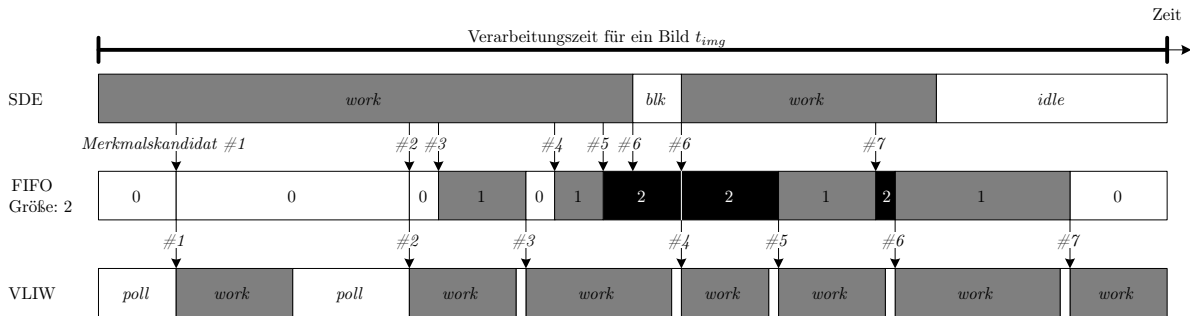 Zeit
Verarbeitungszeit für ein Bild t_img
SDE
work
blk
work
idle
Merkmalskandidat #1
#2
#3
#4
#5
#6
#6
#7
FIFO
Größe: 2
0
0
0
1
0
1
2
2
1
2
1
0
#1
#2
#3
#4
#5
#6
#7
VLIW
poll
work
poll
work
work
work
work
work
work